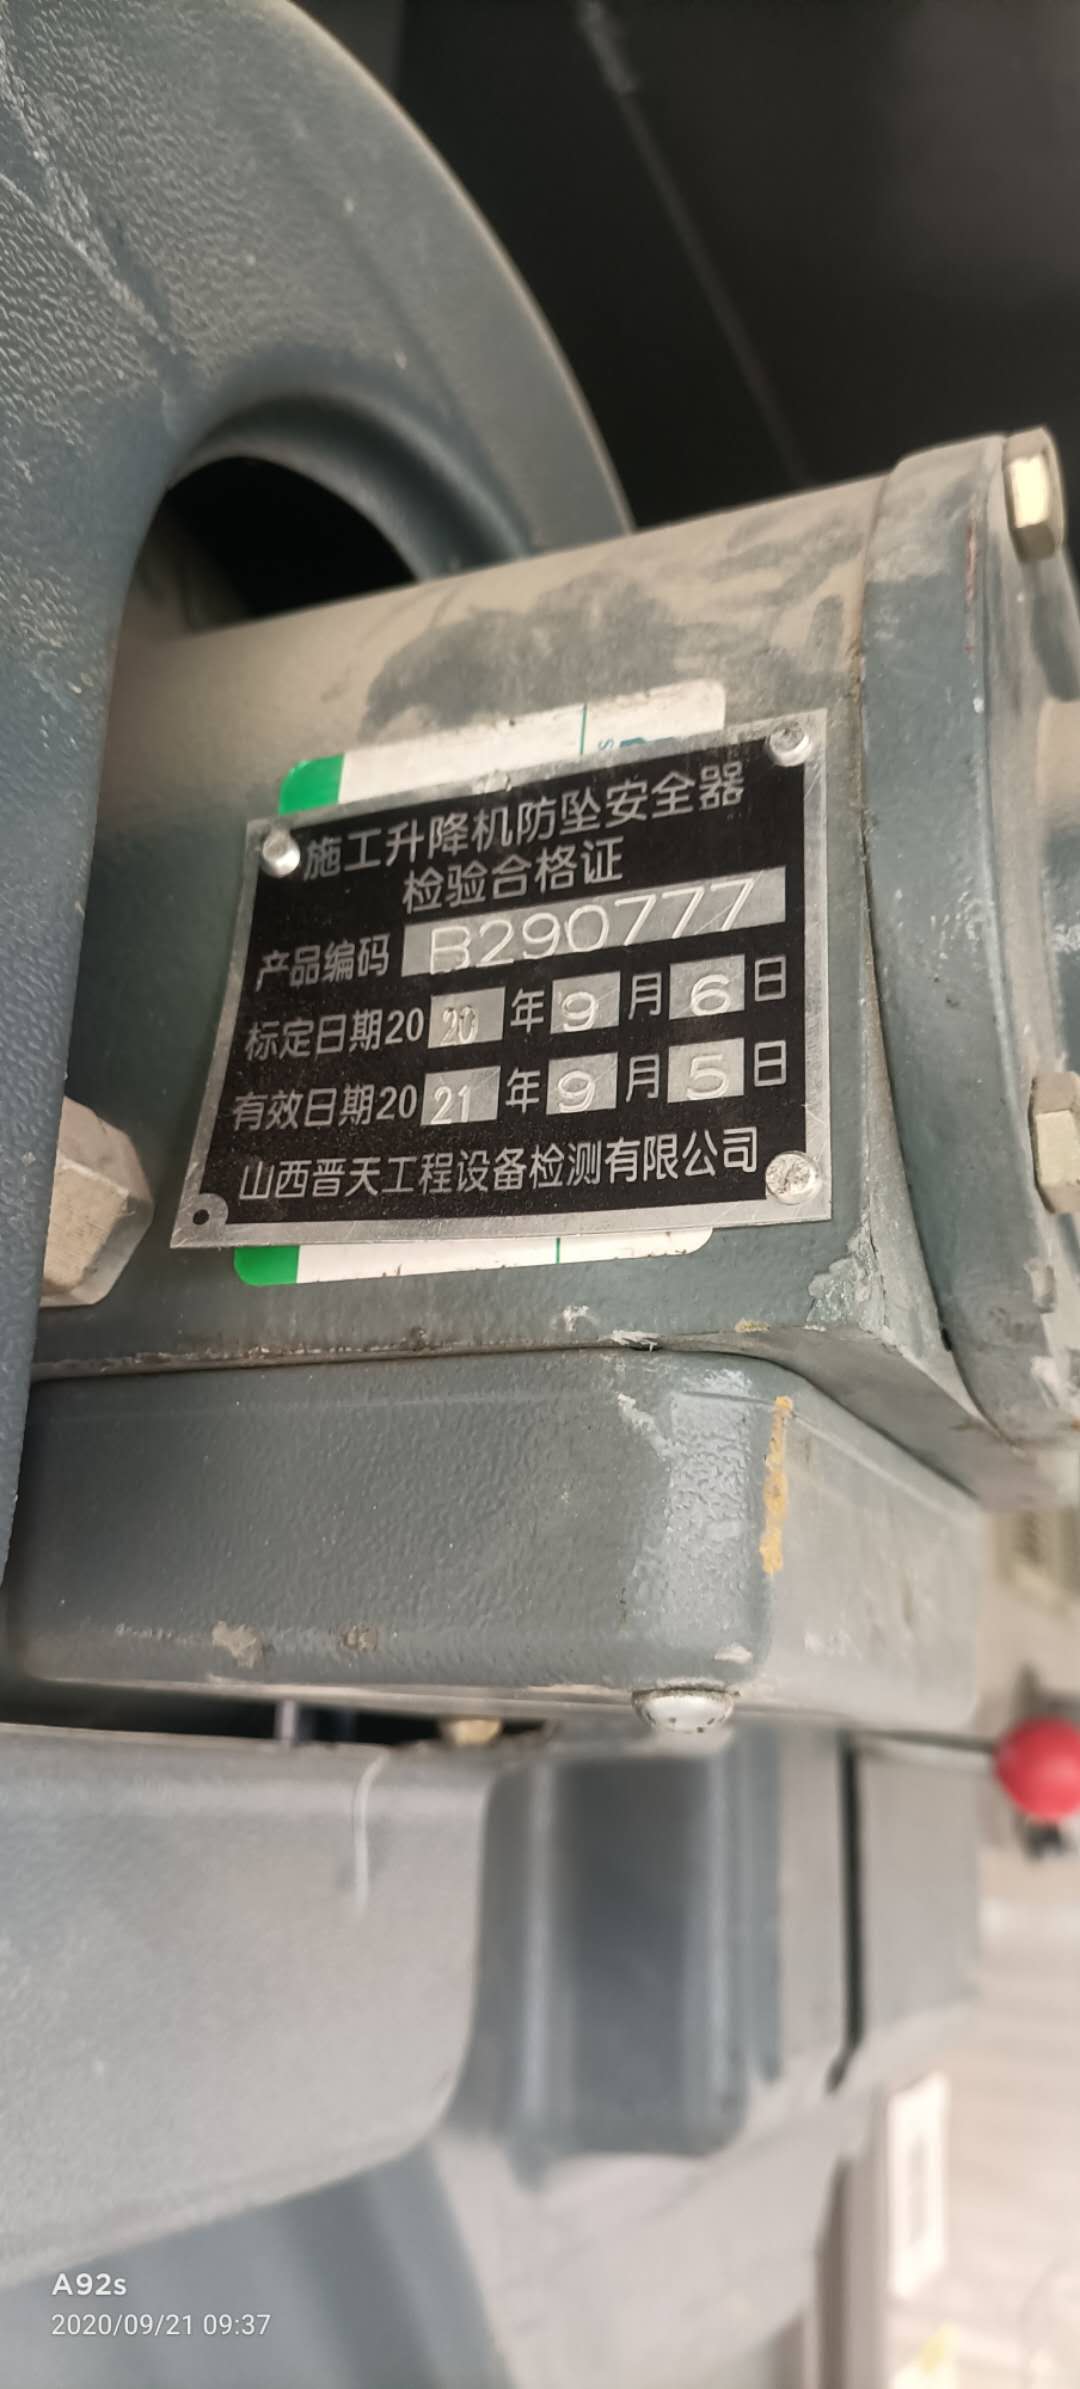 施工升降机防坠安全器
检验合格证
产品编码 B290777
标定日期2020年9月6日
有效日期2021年9月5日
山西晋天工程设备检测有限公司
A92s
2020/09/21 09:37